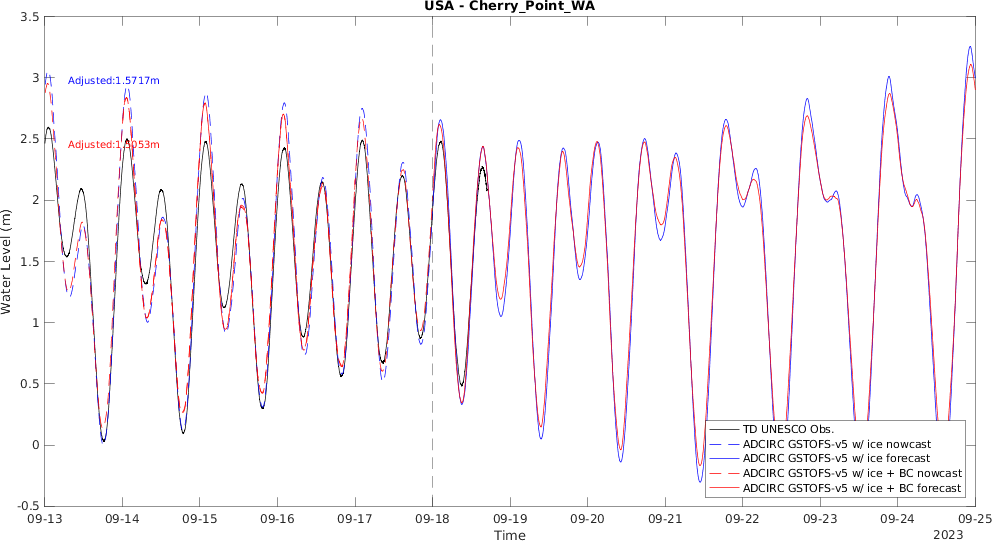 USA - Cherry_Point_WA
3.5
3
2.5
2
1.5
1
0.5
0
-0.5
Water Level (m)
Adjusted:1.5717m
TD UNESCO Obs.
ADCIRC GSTOFS-v5 w/ ice nowcast
ADCIRC GSTOFS-v5 w/ ice forecast
ADCIRC GSTOFS-v5 w/ ice + BC nowcast
ADCIRC GSTOFS-v5 w/ ice + BC forecast
09-13 09-14 09-15 09-16 09-17 09-18 09-19 09-20 09-21 09-22 09-23 09-24 09-25
Time
2023